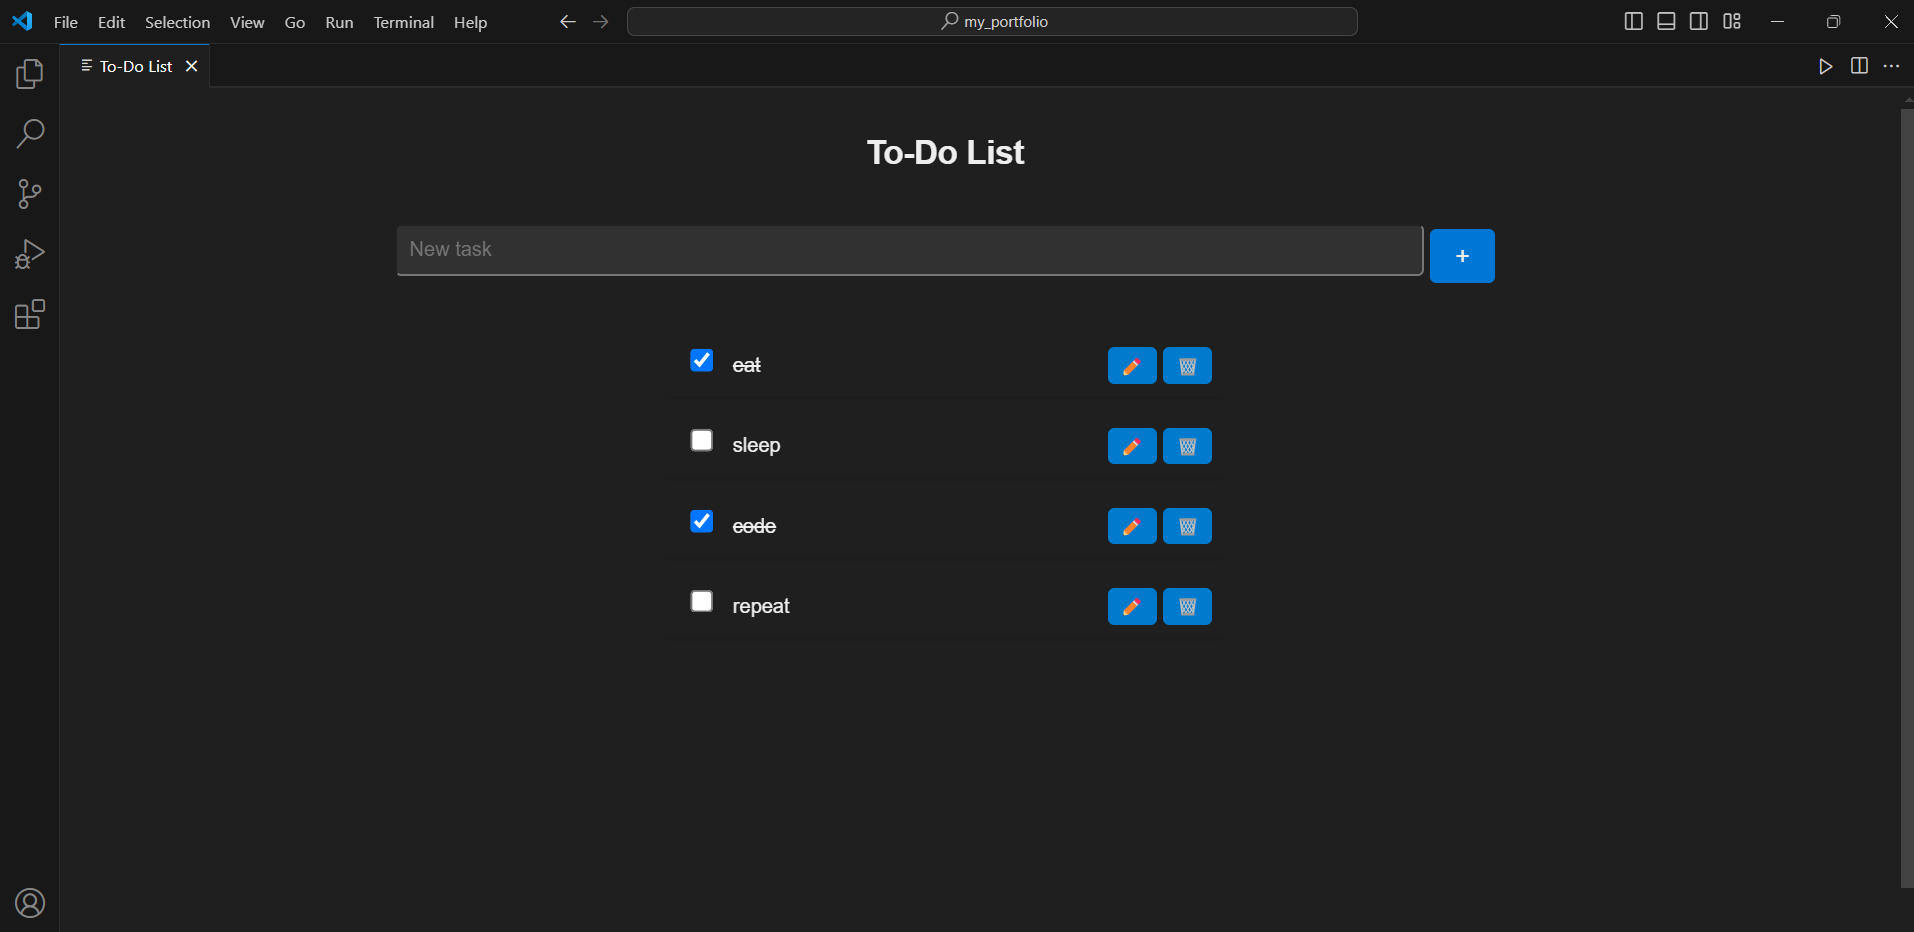 File Edit Selection View Go Run Terminal Help my_portfolio
To-Do List
To-Do List
New task
+
eat
sleep
code
repeat